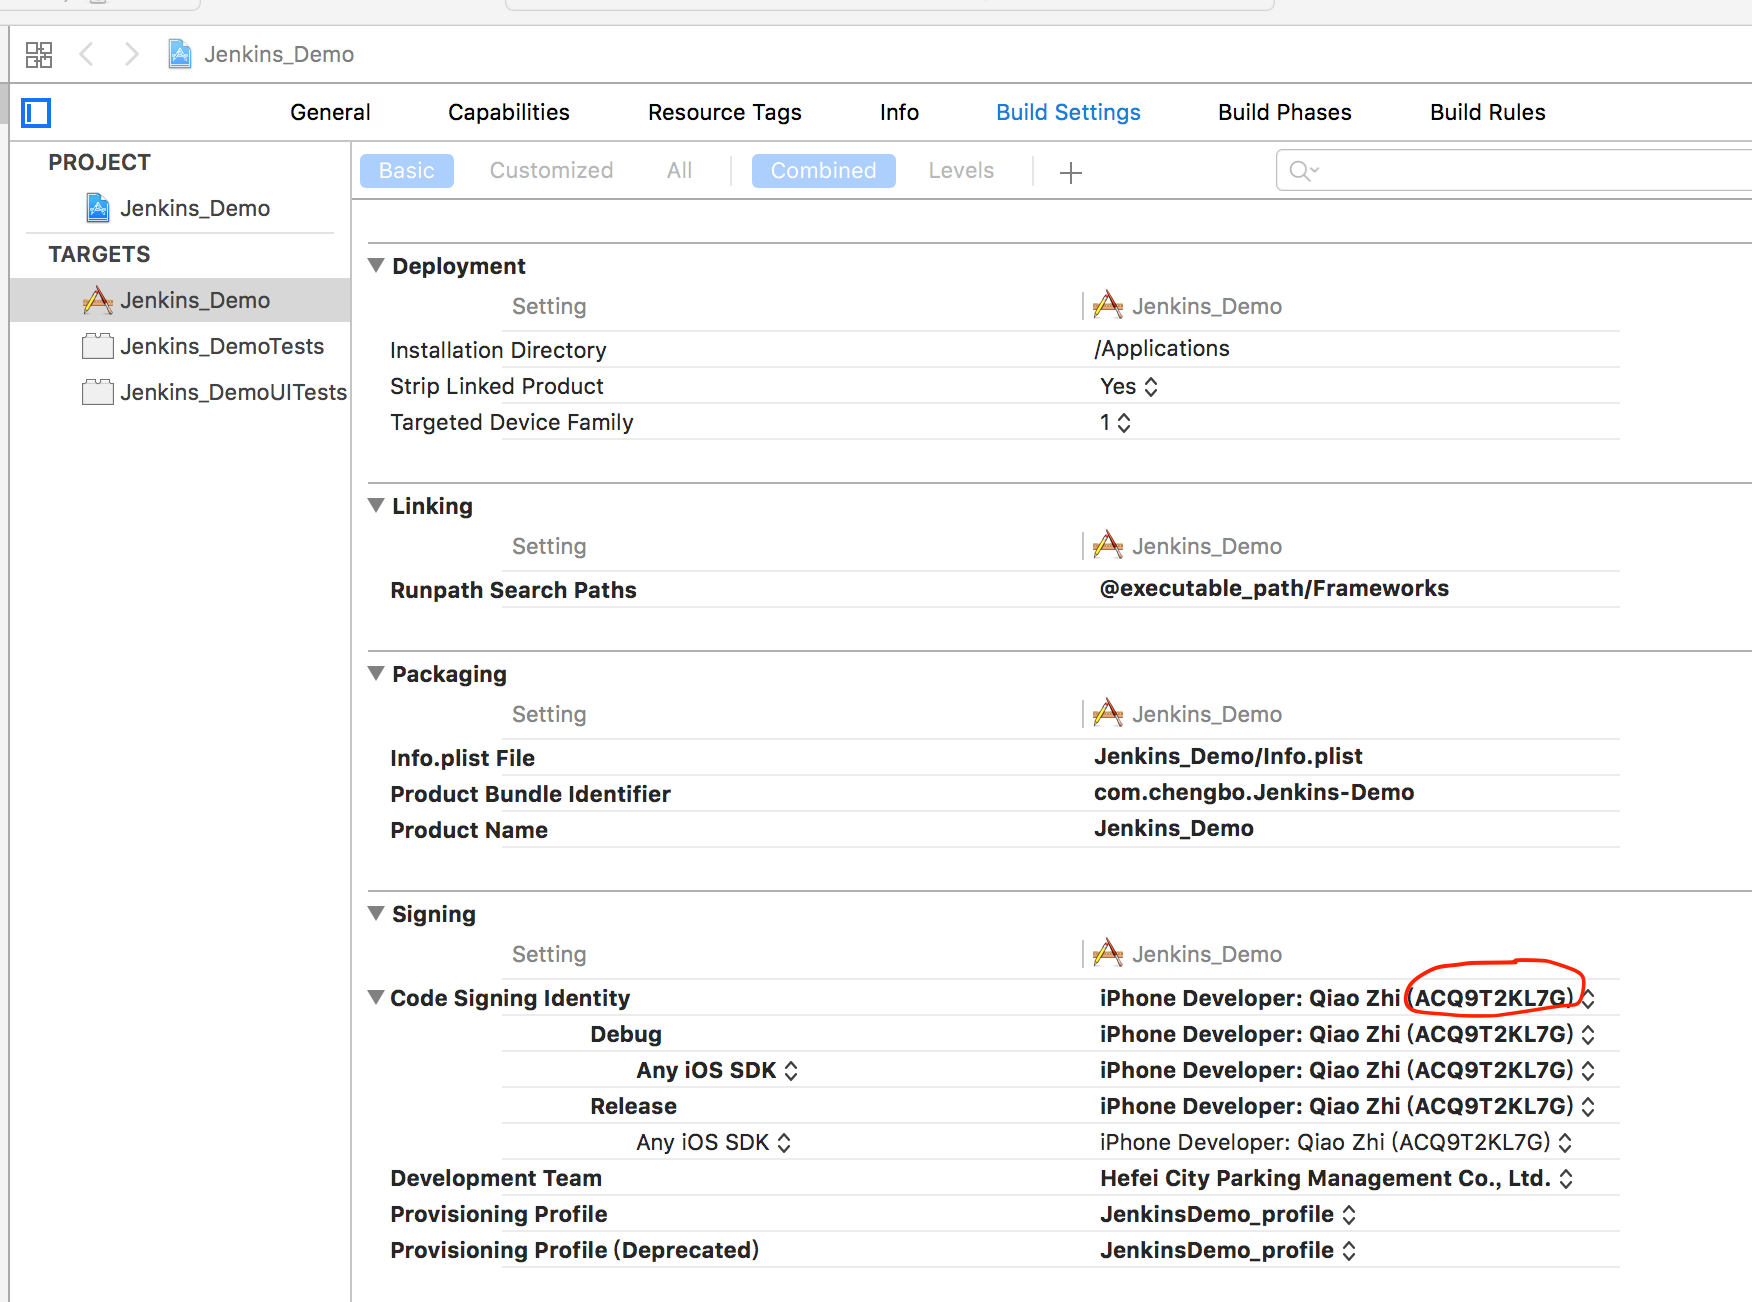 Jenkins_Demo
General Capabilities Resource Tags Info Build Settings Build Phases Build Rules
PROJECT
Jenkins_Demo
TARGETS
Jenkins_Demo
Jenkins_DemoTests
Jenkins_DemoUITests
Basic Customized All Combined Levels
Deployment
Setting Jenkins_Demo
Installation Directory /Applications
Strip Linked Product Yes
Targeted Device Family 1
Linking
Setting Jenkins_Demo
Runpath Search Paths @executable_path/Frameworks
Packaging
Setting Jenkins_Demo
Info.plist File Jenkins_Demo/Info.plist
Product Bundle Identifier com.chengbo.Jenkins-Demo
Product Name Jenkins_Demo
Signing
Setting Jenkins_Demo
Code Signing Identity iPhone Developer: Qiao Zhi (ACQ9T2KL7G)
Debug iPhone Developer: Qiao Zhi (ACQ9T2KL7G)
Any iOS SDK iPhone Developer: Qiao Zhi (ACQ9T2KL7G)
Release iPhone Developer: Qiao Zhi (ACQ9T2KL7G)
Any iOS SDK iPhone Developer: Qiao Zhi (ACQ9T2KL7G)
Development Team Hefei City Parking Management Co., Ltd.
Provisioning Profile JenkinsDemo_profile
Provisioning Profile (Deprecated) JenkinsDemo_profile